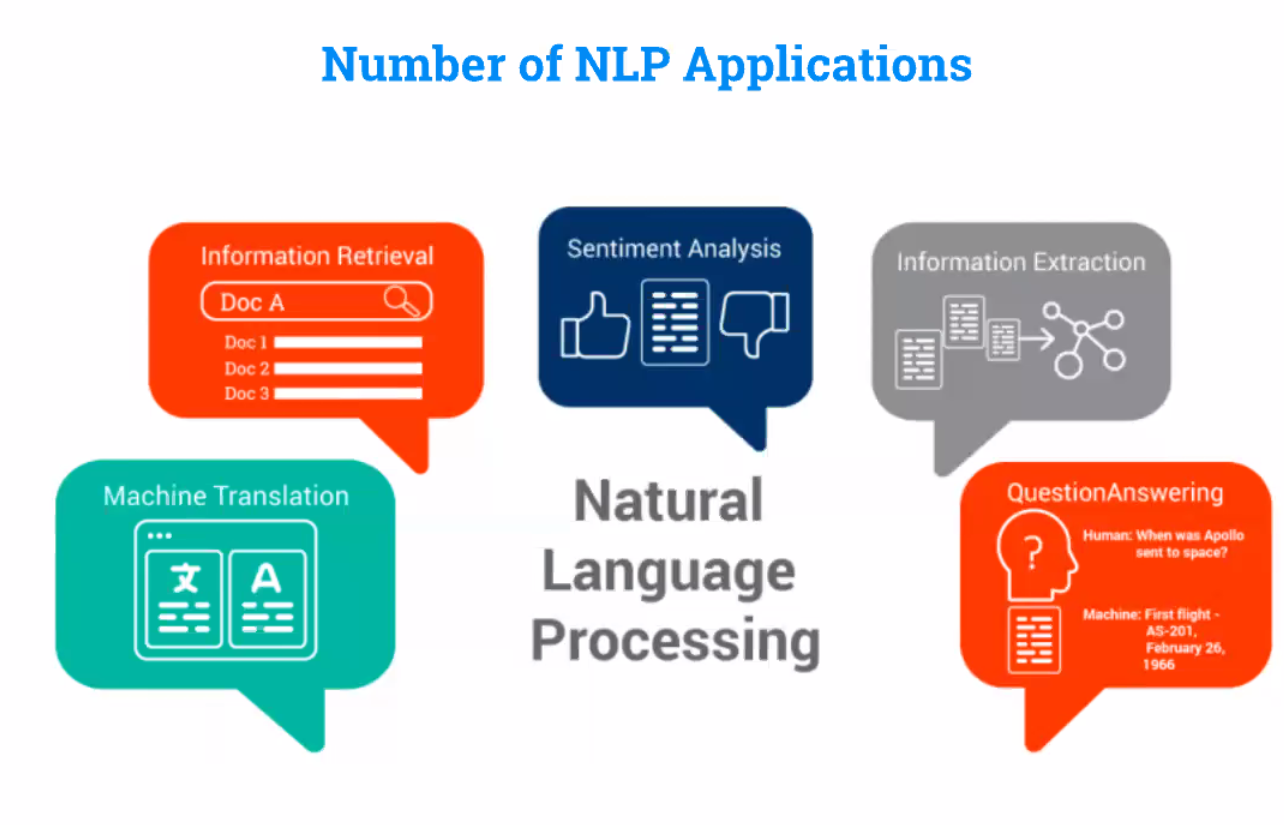 Number of NLP Applications
Information Retrieval
Doc A
Doc 1
Doc 2
Doc 3
Sentiment Analysis
Information Extraction
Machine Translation
文
A
Natural
Language
Processing
QuestionAnswering
?
Human: When was Apollo
sent to space?
Machine: First flight -
AS-201,
February 26,
1966